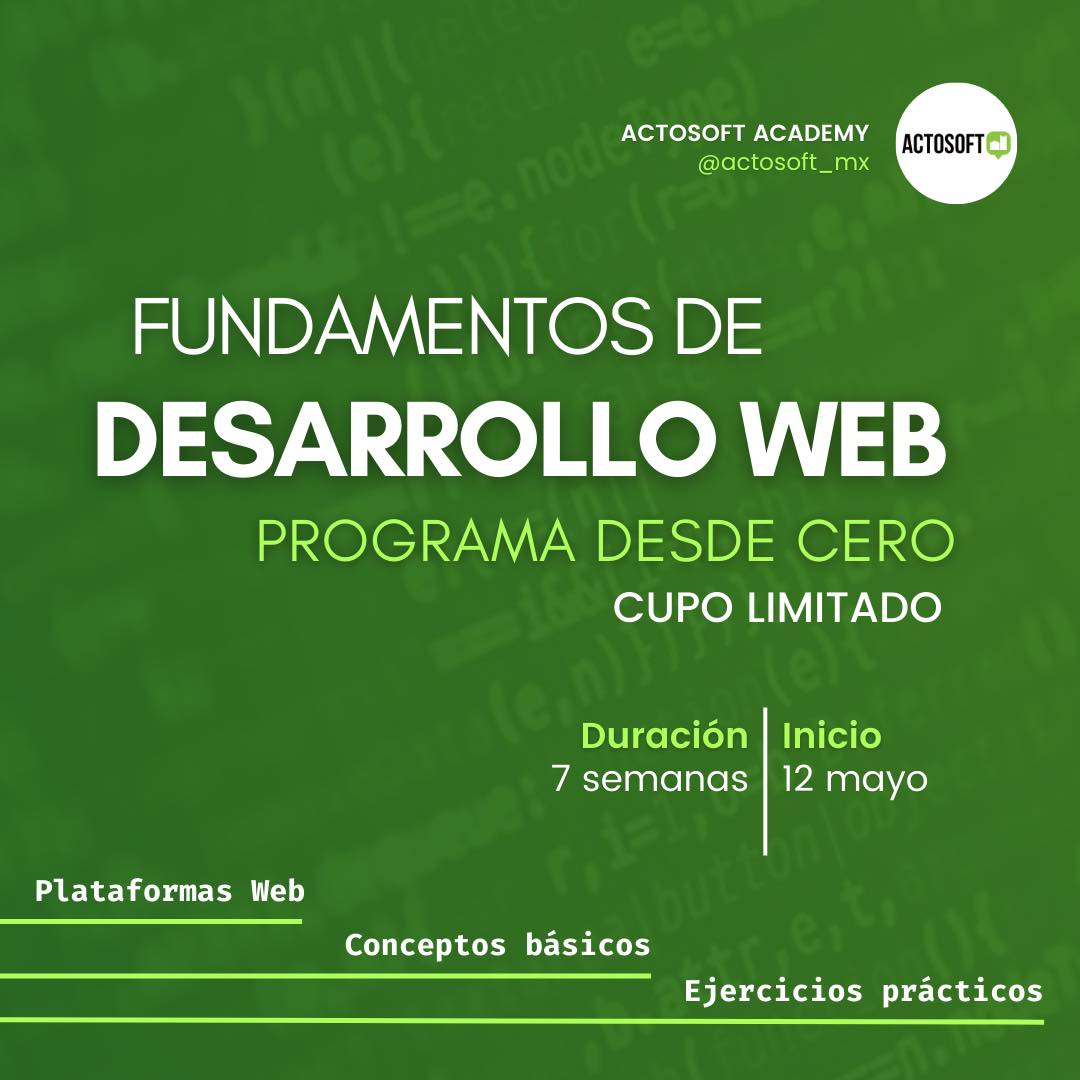 ACTOSOFT ACADEMY
@actosoft_mx
ACTOSOFT
FUNDAMENTOS DE
DESARROLLO WEB
PROGRAMA DESDE CERO
CUPO LIMITADO
Duración
7 semanas
Inicio
12 mayo
Plataformas Web
Conceptos básicos
Ejercicios prácticos